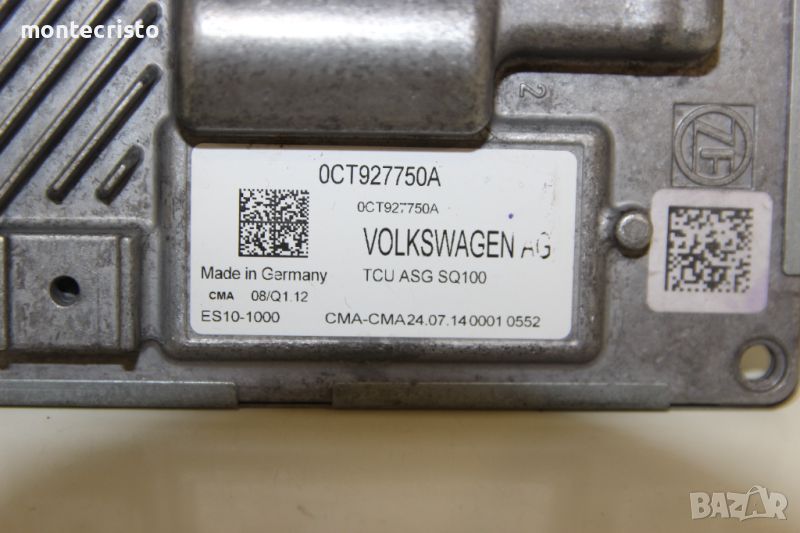 montecristo
2
ZF
0CT927750A
0CT927750A
VOLKSWAGEN AG
Made in Germany
TCU ASG SQ100
CMA 08/Q1.12
ES10-1000
CMA-CMA24.07.14 0001 0552
BAZAR